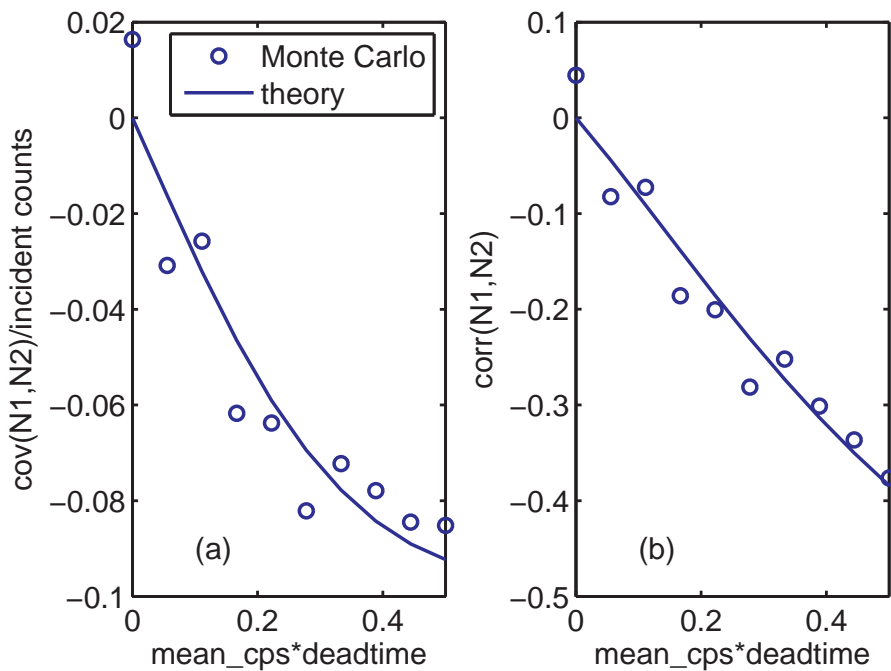 0.02
0
−0.02
−0.04
−0.06
−0.08
−0.1
cov(N1,N2)/incident counts
Monte Carlo
theory
(a)
0
0.2
0.4
mean_cps*deadtime
0.1
0
−0.1
−0.2
−0.3
−0.4
−0.5
corr(N1,N2)
(b)
0
0.2
0.4
mean_cps*deadtime